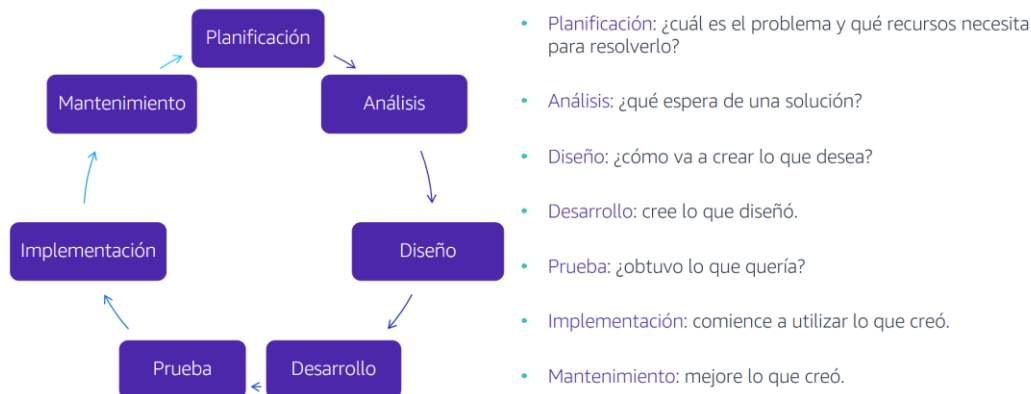 Planificación
Análisis
Diseño
Desarrollo
Prueba
Implementación
Mantenimiento
• Planificación: ¿cuál es el problema y qué recursos necesita
para resolverlo?
• Análisis: ¿qué espera de una solución?
• Diseño: ¿cómo va a crear lo que desea?
• Desarrollo: cree lo que diseñó.
• Prueba: ¿obtuvo lo que quería?
• Implementación: comience a utilizar lo que creó.
• Mantenimiento: mejore lo que creó.